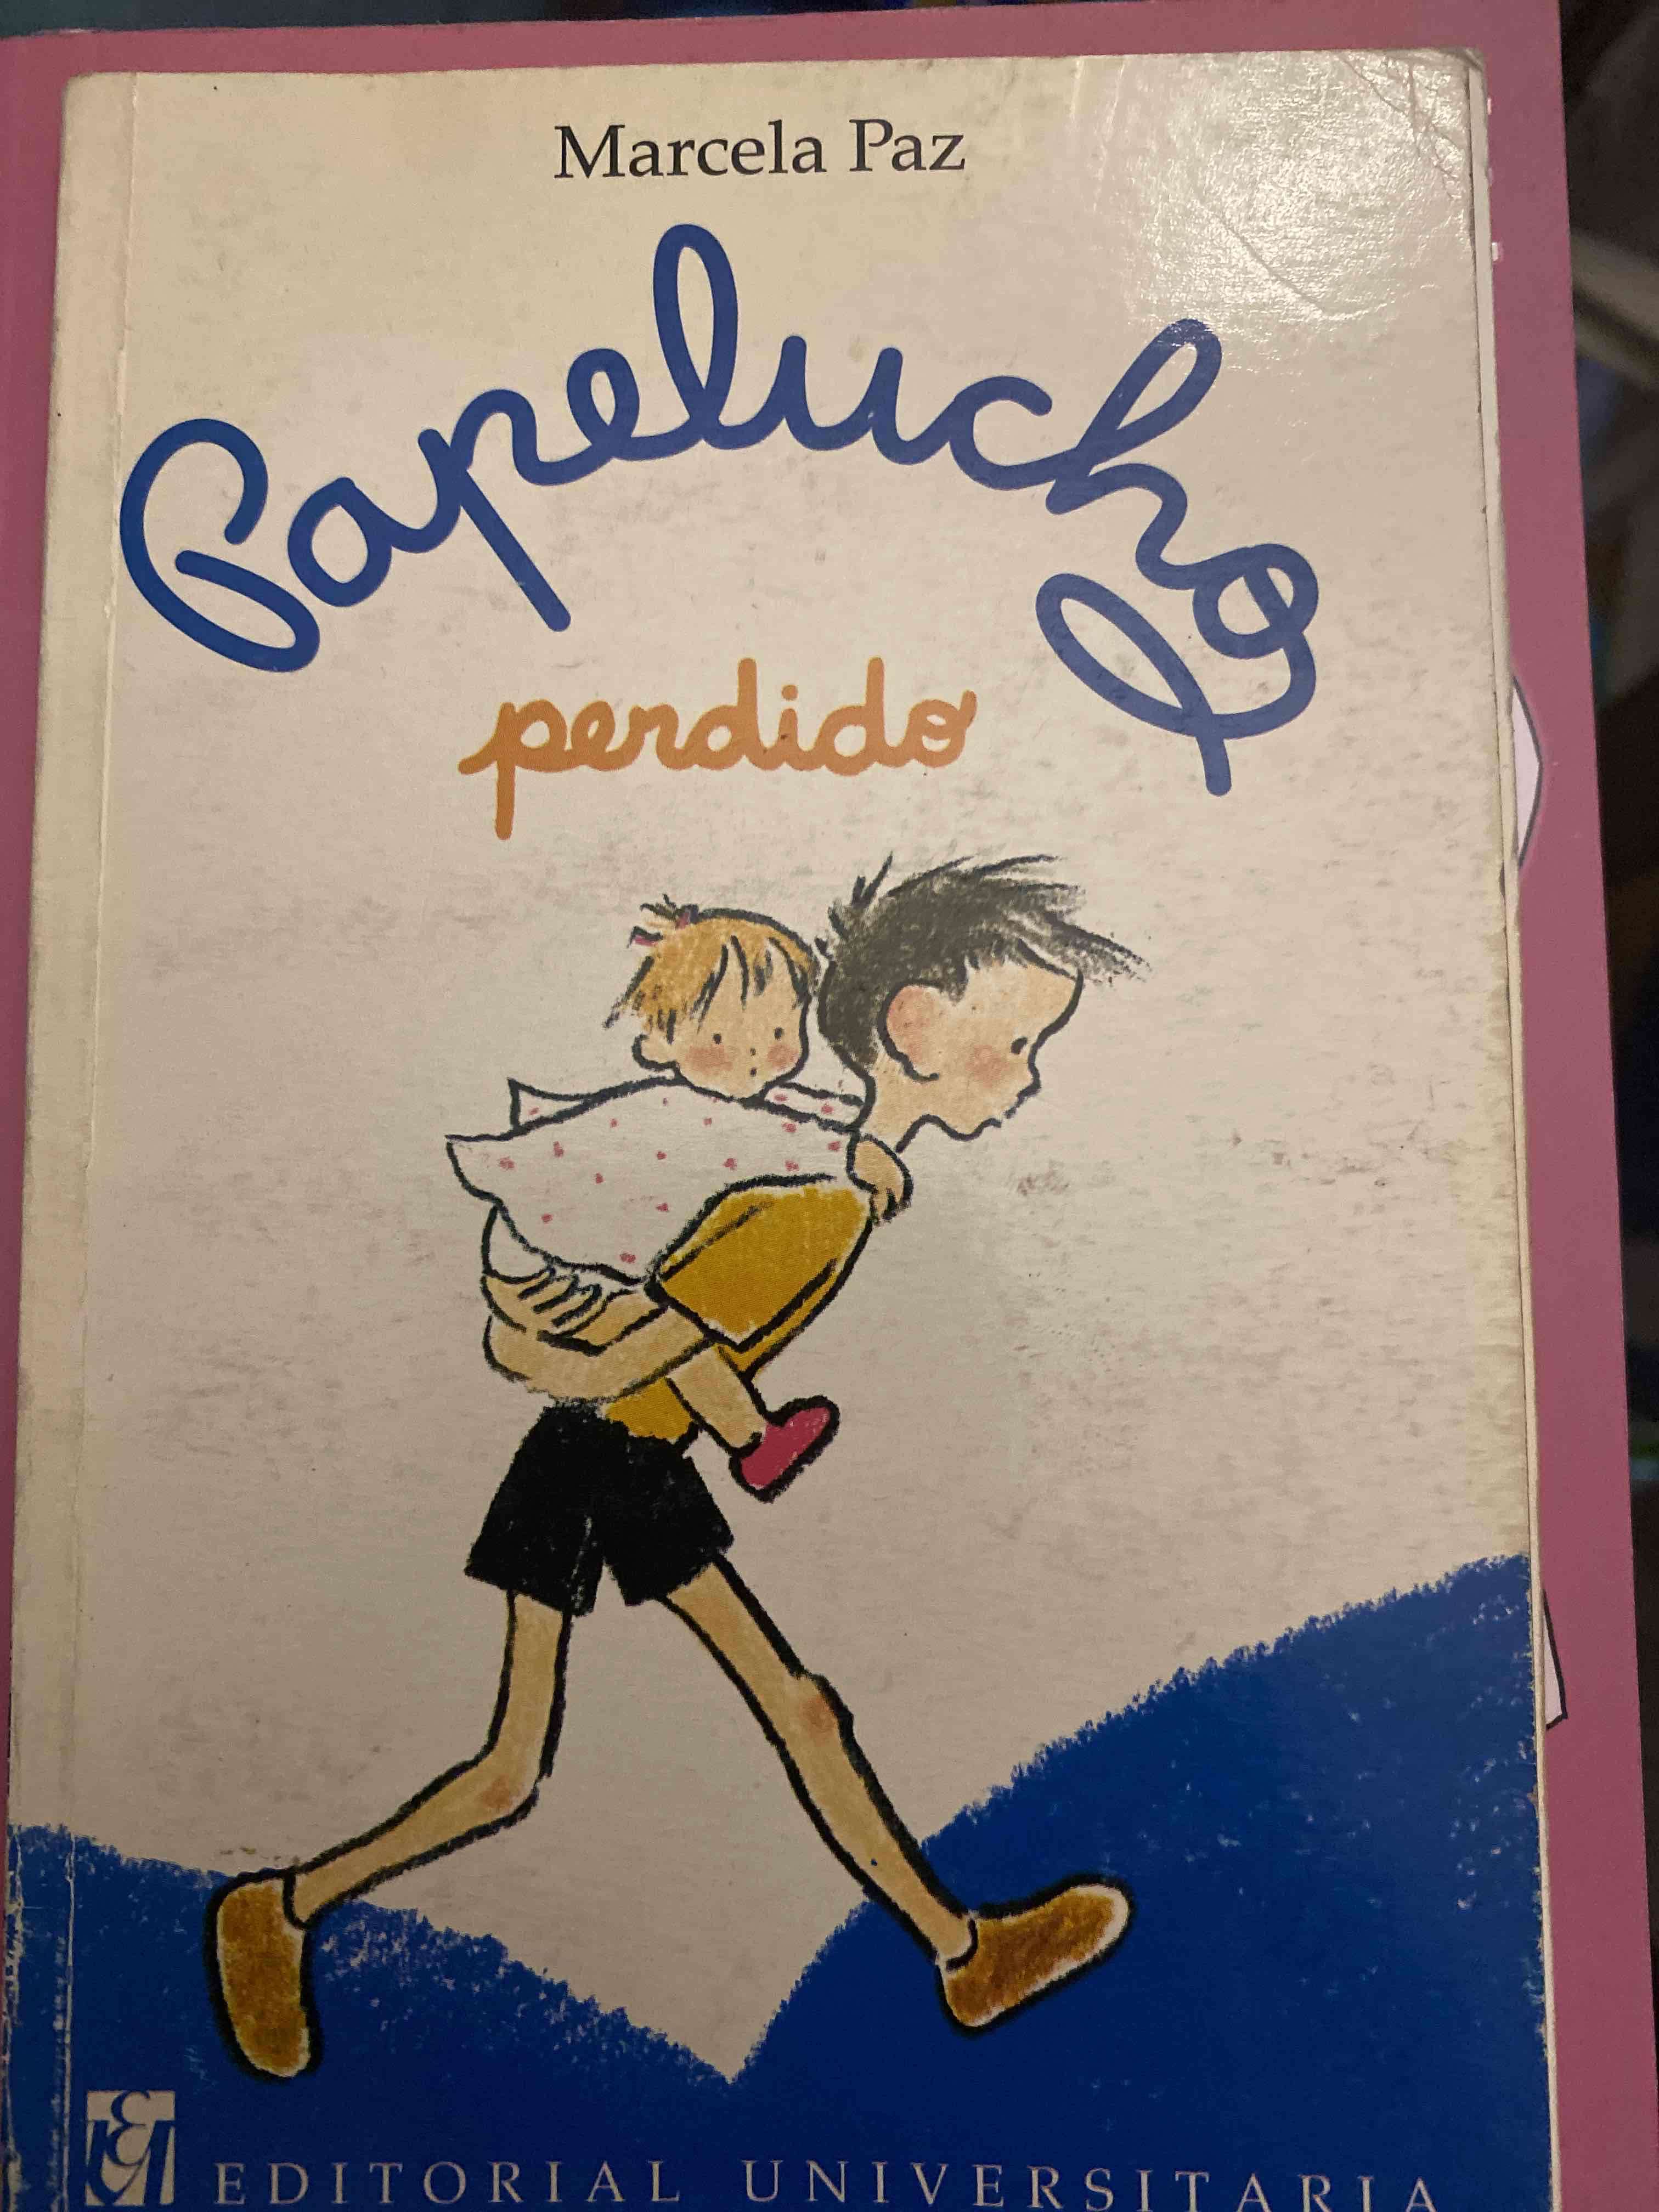 Marcela Paz
Papelucho
perdido
EDITORIAL UNIVERSITARIA